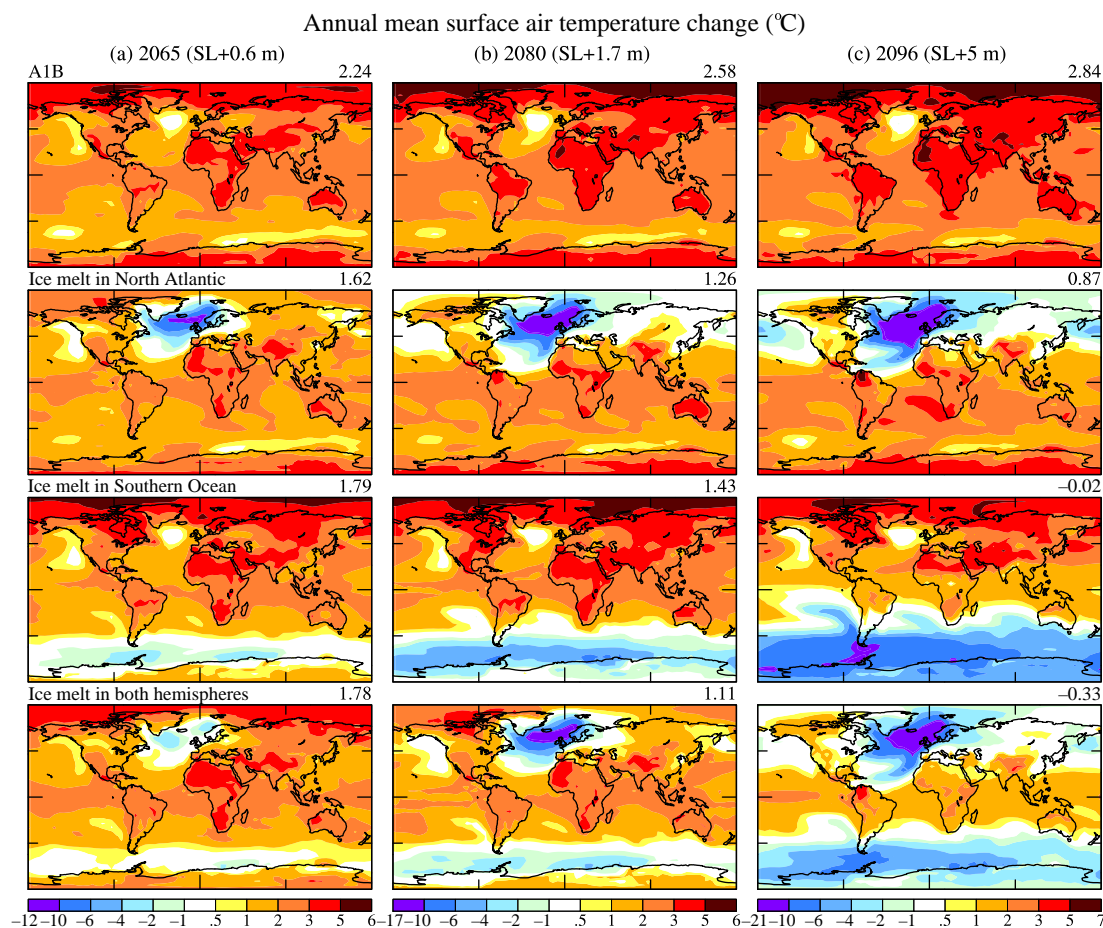 Annual mean surface air temperature change (°C)
(a) 2065 (SL+0.6 m) (b) 2080 (SL+1.7 m) (c) 2096 (SL+5 m)
A1B 2.24 2.58 2.84
Ice melt in North Atlantic 1.62 1.26 0.87
Ice melt in Southern Ocean 1.79 1.43 −0.02
Ice melt in both hemispheres 1.78 1.11 −0.33
−12 −10 −6 −4 −2 −1 .5 1 2 3 5 6 −17 −10 −6 −4 −2 −1 .5 1 2 3 5 6 −21 −10 −6 −4 −2 −1 .5 1 2 3 5 7